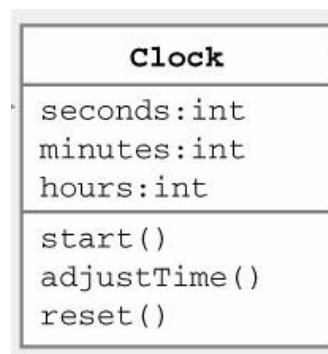 Clock
seconds:int
minutes:int
hours:int
start()
adjustTime()
reset()